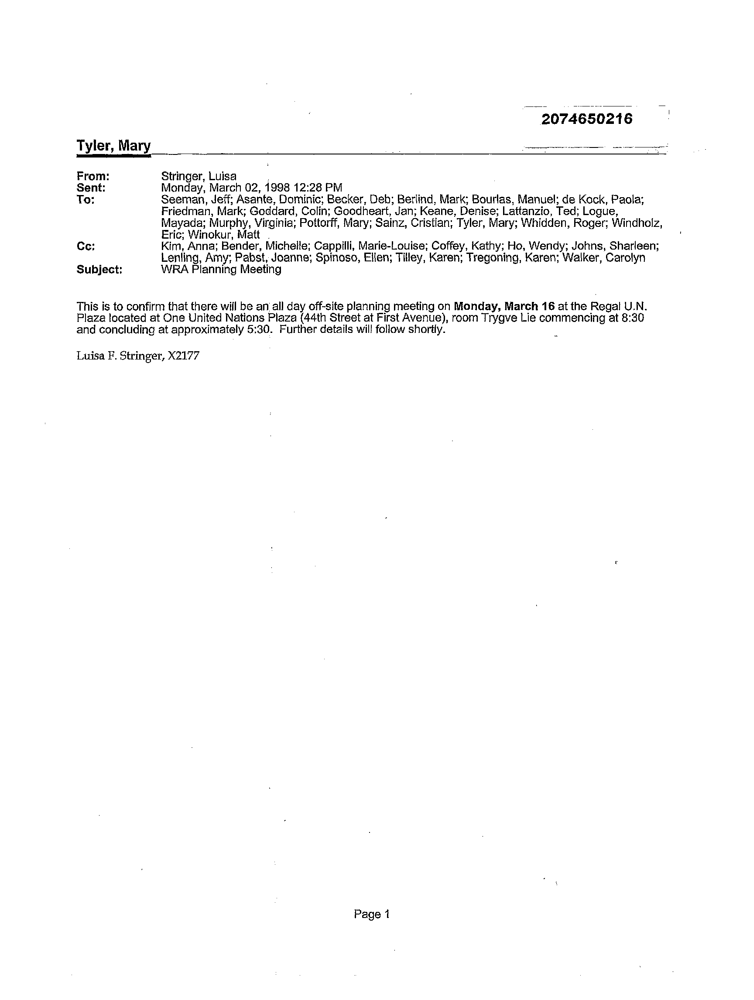 2074650216
Tyler, Mary
From: Stringer, Luisa
Sent: Monday, March 02, 1998 12:28 PM
To: Seeman, Jeff; Asante, Dominic; Becker, Deb; Berlind, Mark; Bourlas, Manuel; de Kock, Paola;
Friedman, Mark; Goddard, Colin; Goodheart, Jan; Keane, Denise; Lattanzio, Ted; Logue,
Mayada; Murphy, Virginia; Pottorff, Mary; Sainz, Cristian; Tyler, Mary; Whidden, Roger; Windholz,
Eric; Winokur, Matt
Cc: Kim, Anna; Bender, Michelle; Cappilli, Marie-Louise; Coffey, Kathy; Ho, Wendy; Johns, Sharleen;
Lenling, Amy; Pabst, Joanne; Spinoso, Ellen; Tilley, Karen; Tregoning, Karen; Walker, Carolyn
Subject: WRA Planning Meeting
This is to confirm that there will be an all day off-site planning meeting on Monday, March 16 at the Regal U.N.
Plaza located at One United Nations Plaza (44th Street at First Avenue), room Trygve Lie commencing at 8:30
and concluding at approximately 5:30. Further details will follow shortly.
Luisa F. Stringer, X2177
Page 1